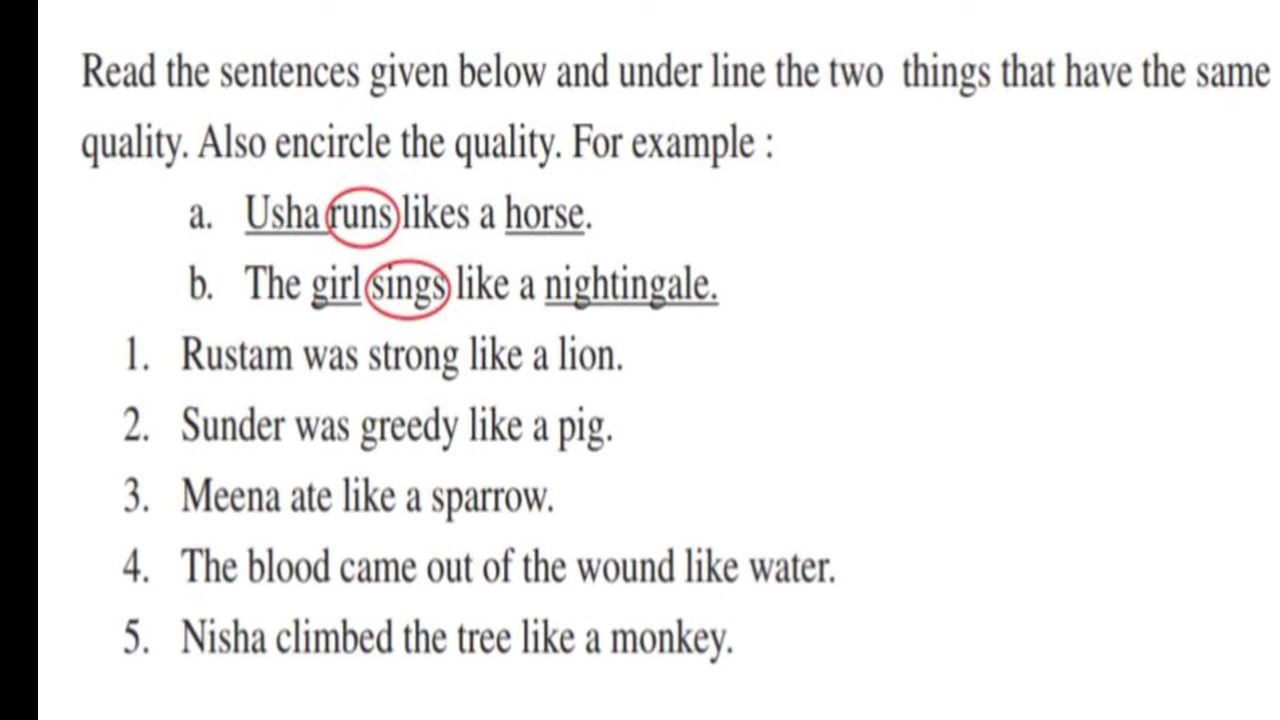 Read the sentences given below and under line the two things that have the same
quality. Also encircle the quality. For example :
a. Usha runs likes a horse.
b. The girl sings like a nightingale.
1. Rustam was strong like a lion.
2. Sunder was greedy like a pig.
3. Meena ate like a sparrow.
4. The blood came out of the wound like water.
5. Nisha climbed the tree like a monkey.